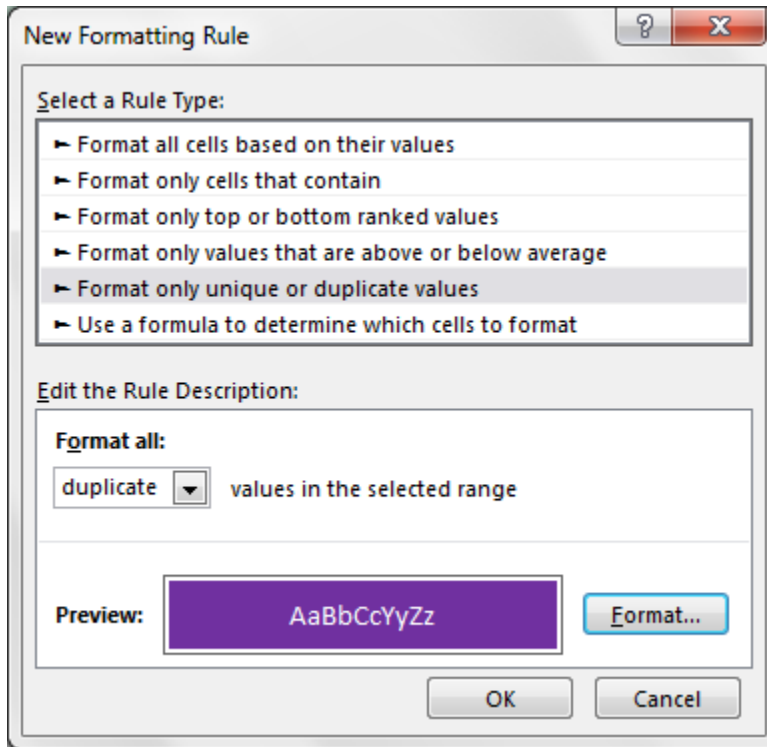 New Formatting Rule
?
X
Select a Rule Type:
► Format all cells based on their values
► Format only cells that contain
► Format only top or bottom ranked values
► Format only values that are above or below average
► Format only unique or duplicate values
► Use a formula to determine which cells to format
Edit the Rule Description:
Format all:
duplicate values in the selected range
Preview: AaBbCcYyZz Format...
OK Cancel